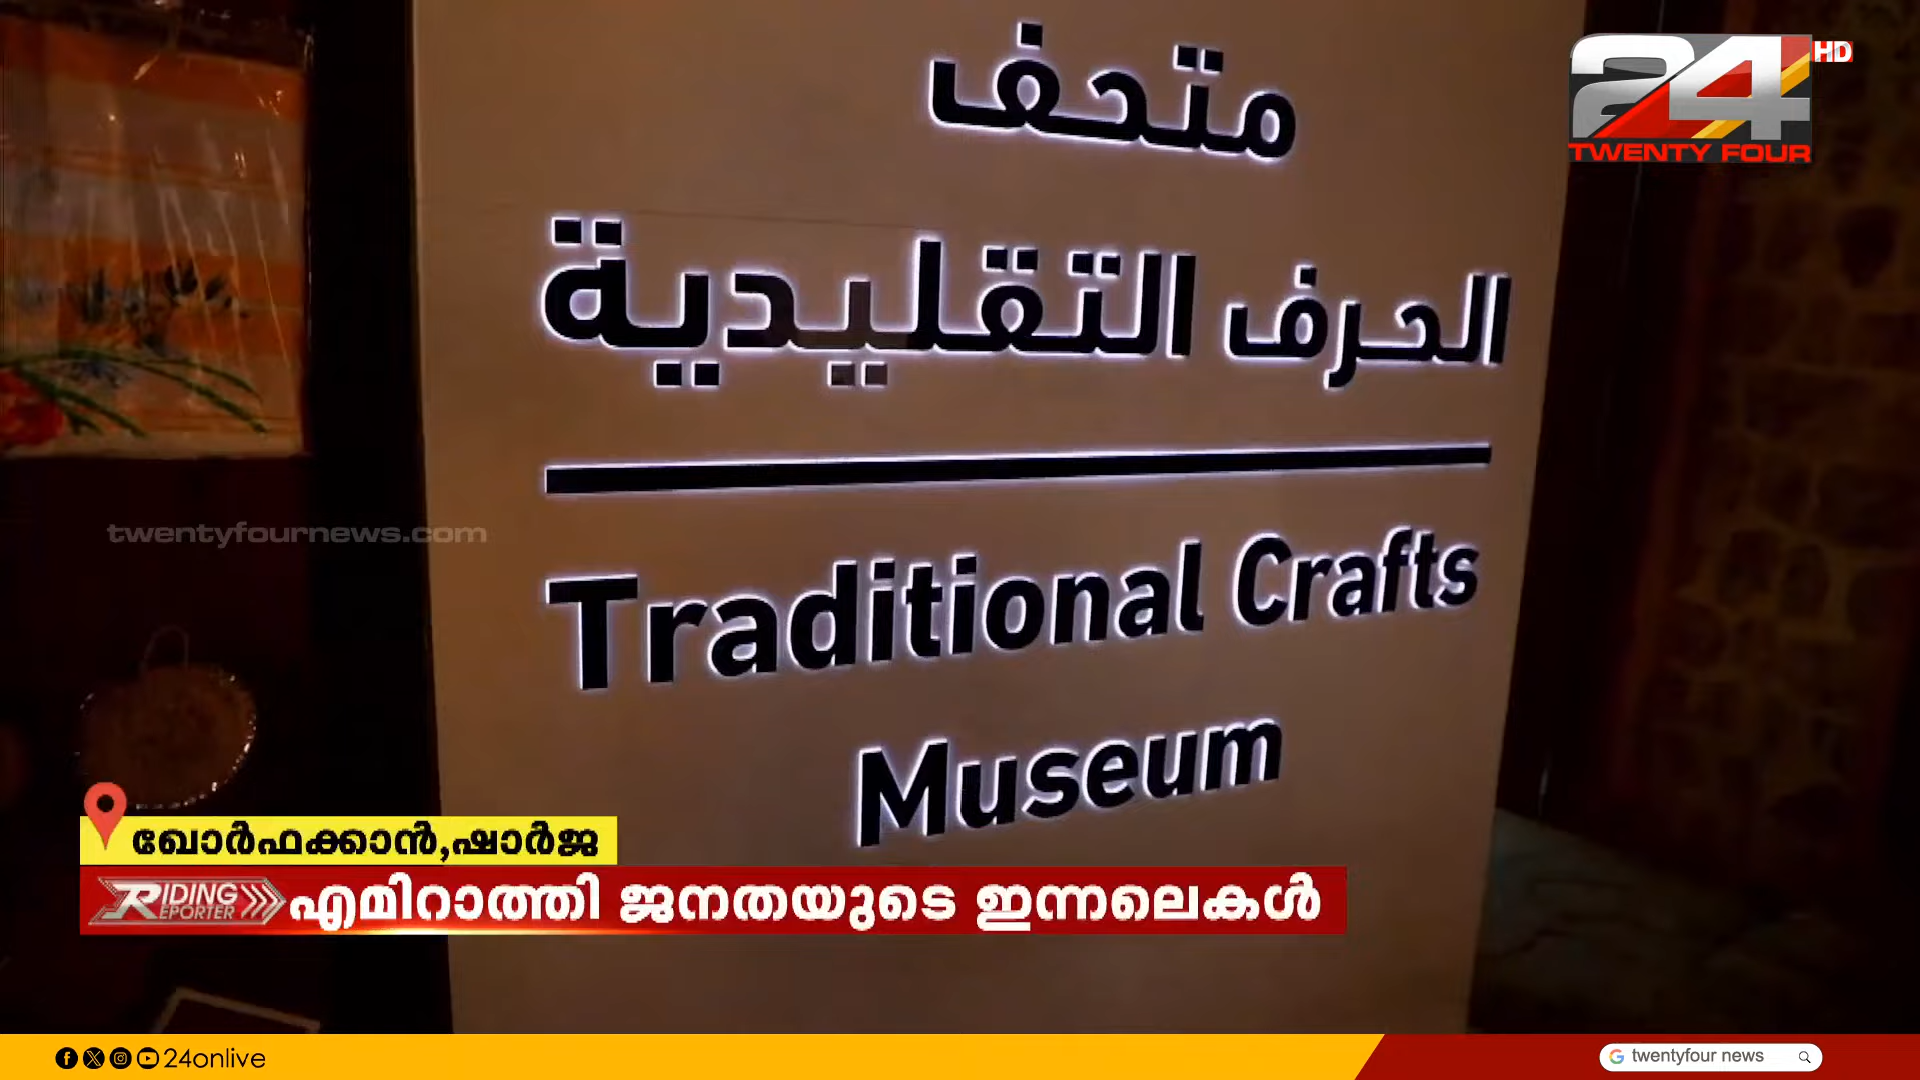 متحف
الحرف التقليدية
Traditional Crafts
Museum
24 HD
TWENTY FOUR
twentyfournews.com
ഖോർഫക്കാൻ,ഷാർജ
RIDING
REPORTER
എമിറാത്തി ജനതയുടെ ഇന്നലെകൾ
24onlive
twentyfour news